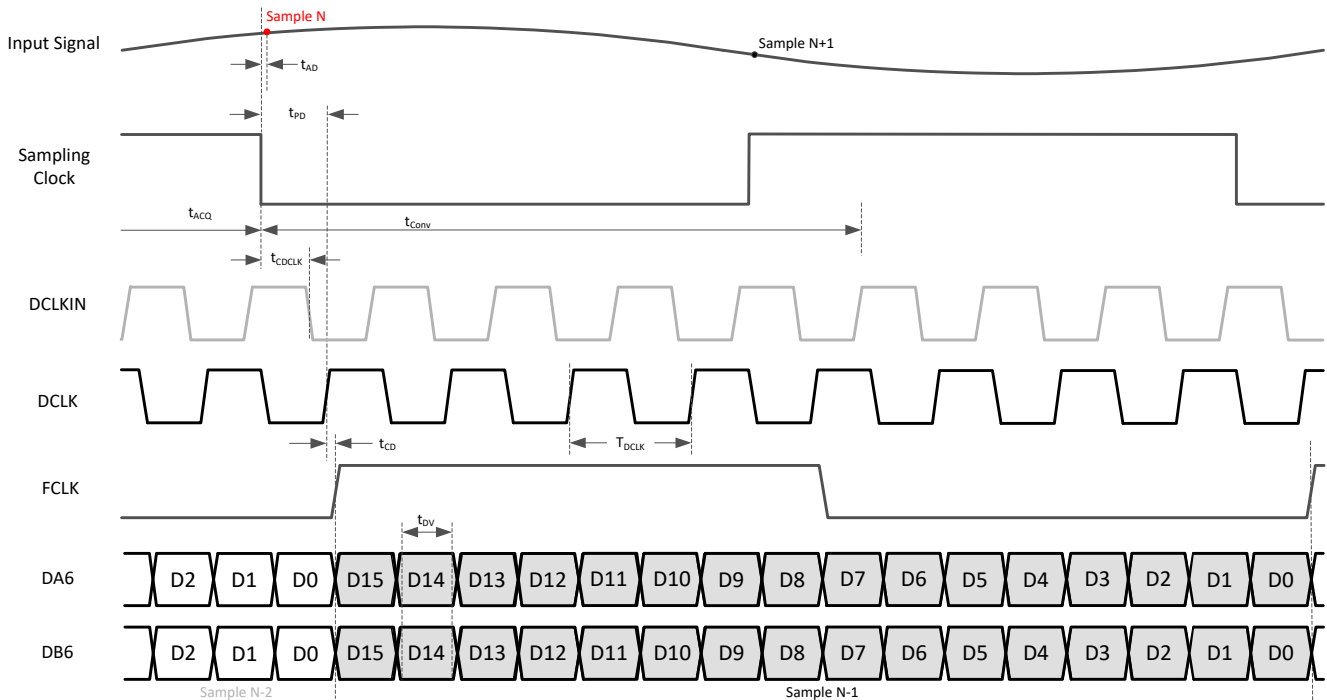 Sample N
Input Signal
Sample N+1
tAD
tPD
Sampling
Clock
tACQ
tConv
tCDCLK
DCLKIN
DCLK
tCD
TDCLK
FCLK
tDV
DA6 D2 D1 D0 D15 D14 D13 D12 D11 D10 D9 D8 D7 D6 D5 D4 D3 D2 D1 D0
DB6 D2 D1 D0 D15 D14 D13 D12 D11 D10 D9 D8 D7 D6 D5 D4 D3 D2 D1 D0
Sample N-2 Sample N-1